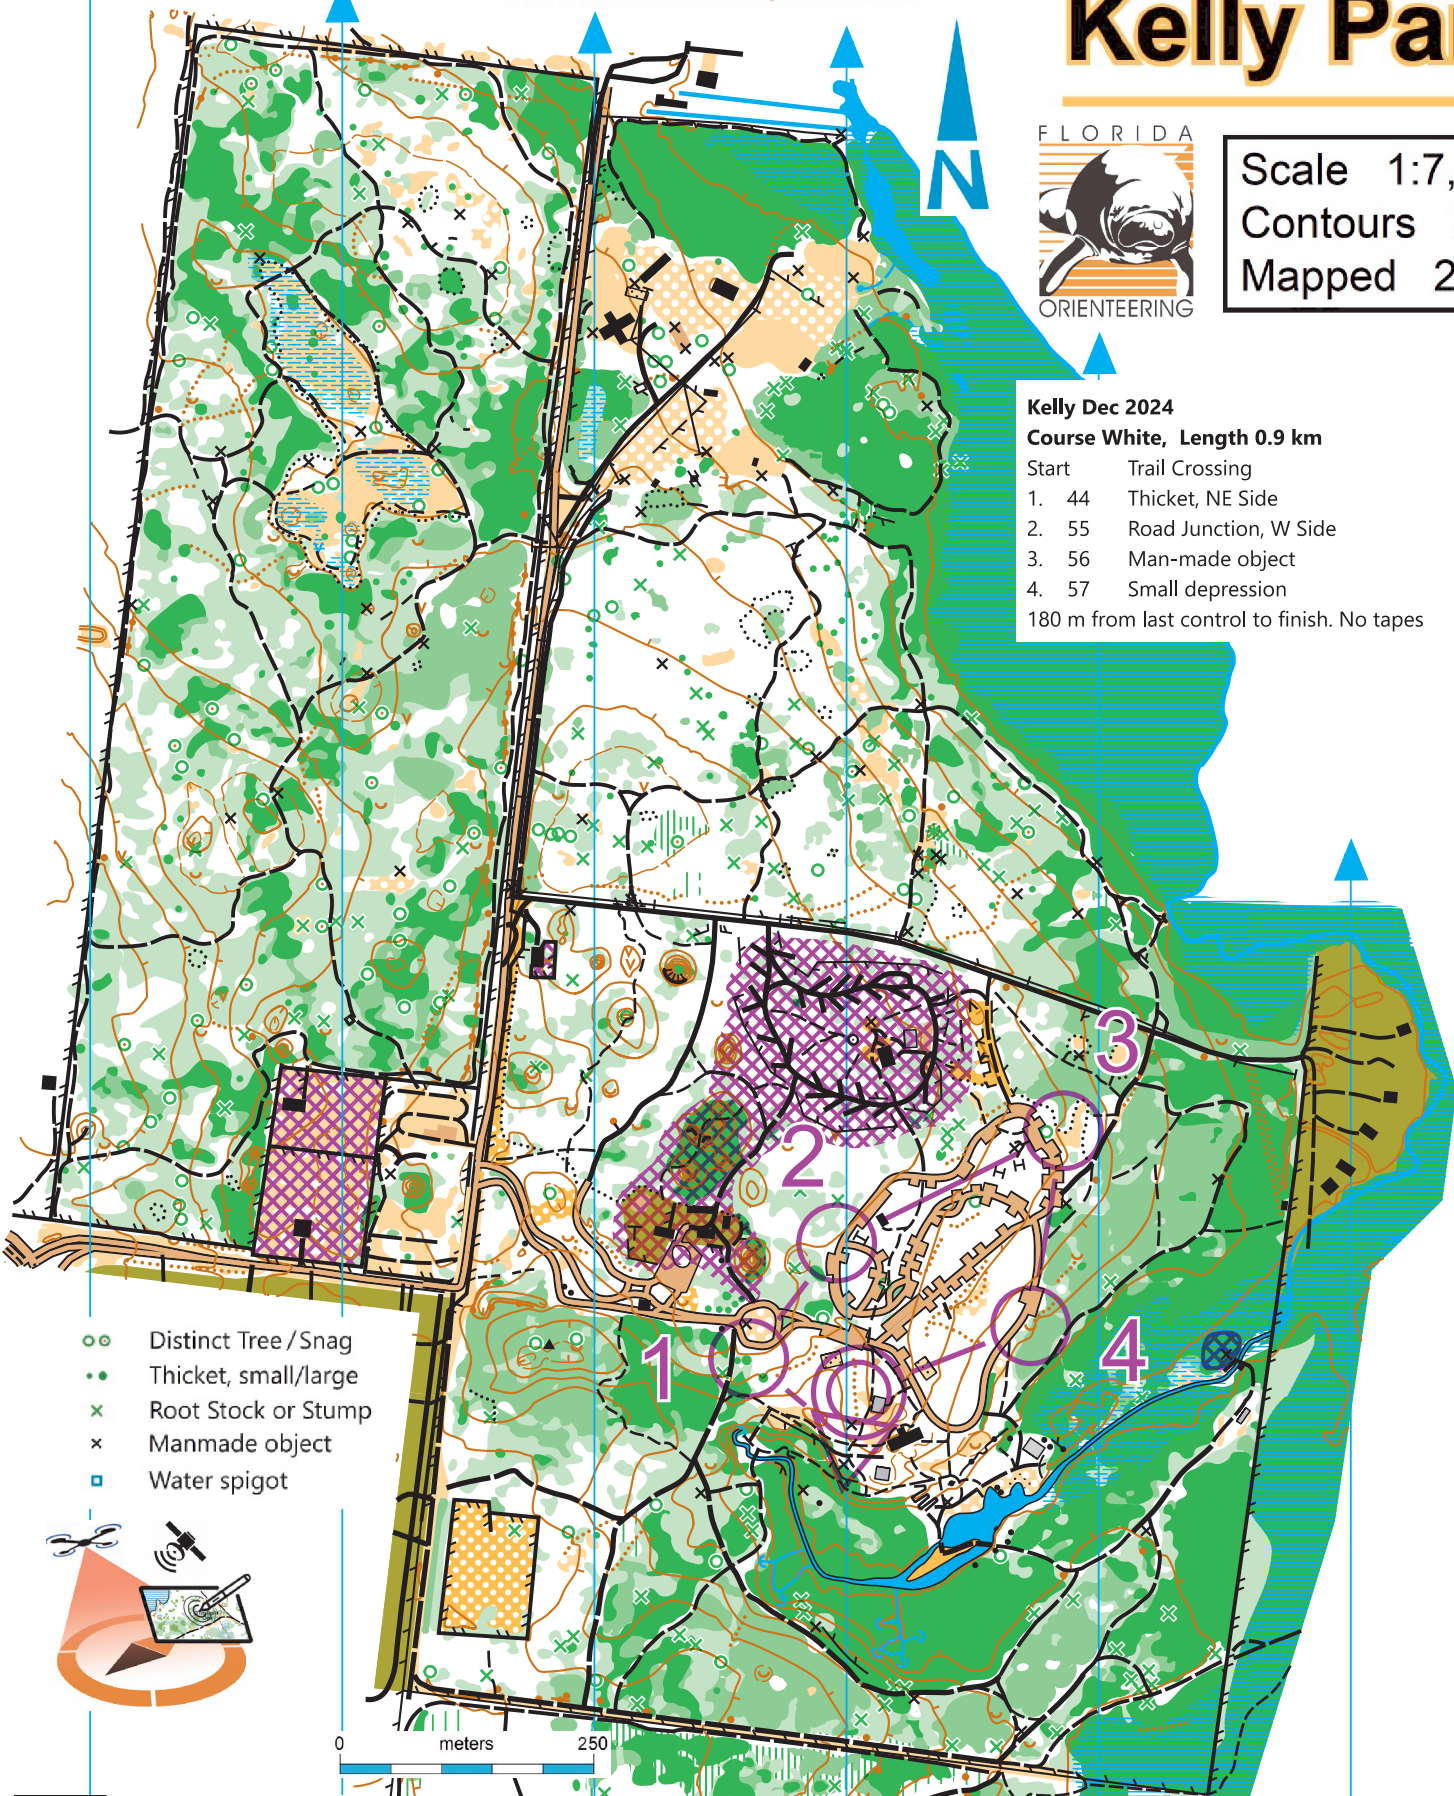 Kelly Pa
N
FLORIDA
ORIENTEERING
Scale 1:7,
Contours
Mapped 2
Kelly Dec 2024
Course White, Length 0.9 km
Start Trail Crossing
1. 44 Thicket, NE Side
2. 55 Road Junction, W Side
3. 56 Man-made object
4. 57 Small depression
180 m from last control to finish. No tapes
3
2
1
4
Distinct Tree / Snag
Thicket, small/large
Root Stock or Stump
Manmade object
Water spigot
0 meters 250